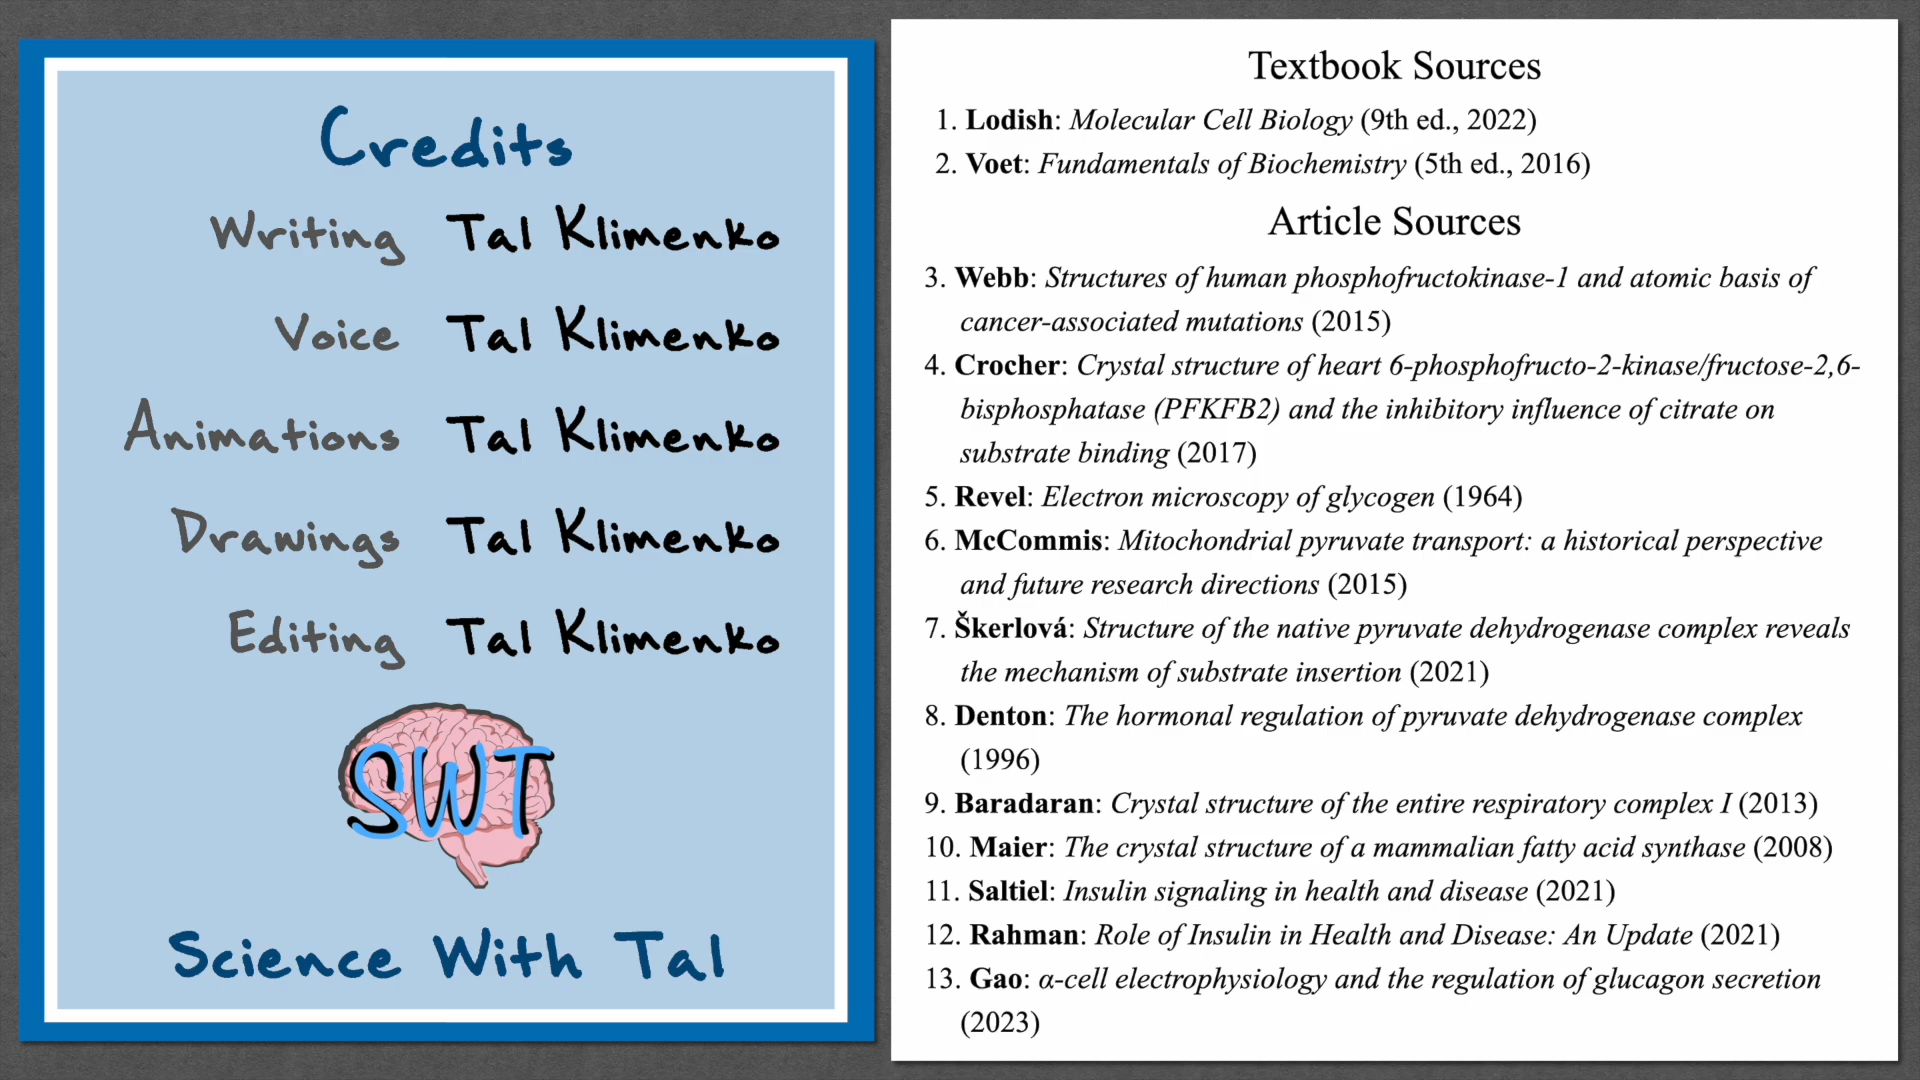 Credits
Writing Tal Klimenko
Voice Tal Klimenko
Animations Tal Klimenko
Drawings Tal Klimenko
Editing Tal Klimenko
SWT
Science With Tal
Textbook Sources
1. Lodish: Molecular Cell Biology (9th ed., 2022)
2. Voet: Fundamentals of Biochemistry (5th ed., 2016)
Article Sources
3. Webb: Structures of human phosphofructokinase-1 and atomic basis of
cancer-associated mutations (2015)
4. Crocher: Crystal structure of heart 6-phosphofructo-2-kinase/fructose-2,6-
bisphosphatase (PFKFB2) and the inhibitory influence of citrate on
substrate binding (2017)
5. Revel: Electron microscopy of glycogen (1964)
6. McCommis: Mitochondrial pyruvate transport: a historical perspective
and future research directions (2015)
7. Škerlová: Structure of the native pyruvate dehydrogenase complex reveals
the mechanism of substrate insertion (2021)
8. Denton: The hormonal regulation of pyruvate dehydrogenase complex
(1996)
9. Baradaran: Crystal structure of the entire respiratory complex I (2013)
10. Maier: The crystal structure of a mammalian fatty acid synthase (2008)
11. Saltiel: Insulin signaling in health and disease (2021)
12. Rahman: Role of Insulin in Health and Disease: An Update (2021)
13. Gao: α-cell electrophysiology and the regulation of glucagon secretion
(2023)